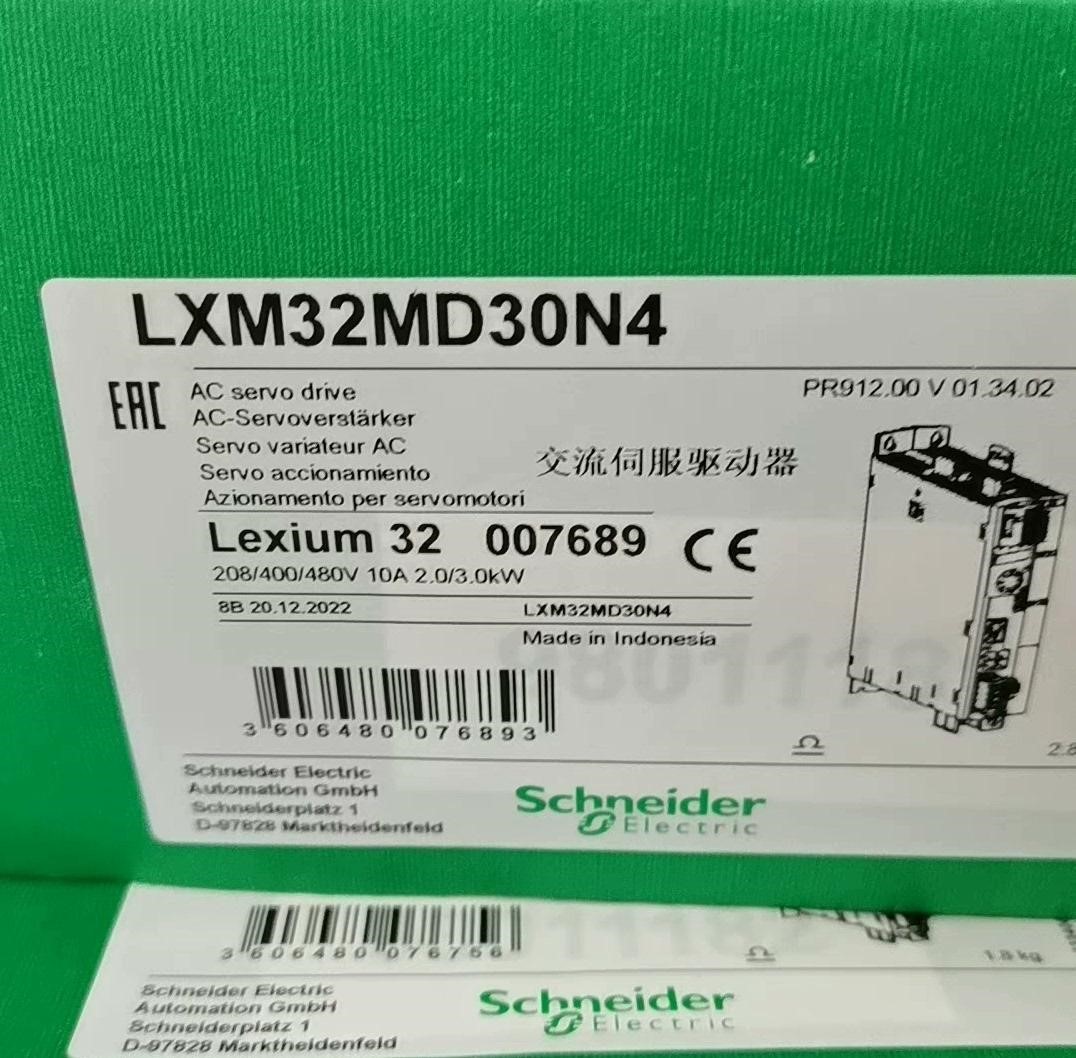 LXM32MD30N4
EAC
AC servo drive
PR912.00 V 01.34.02
AC-Servoverstärker
Servo variateur AC
Servo accionamiento
交流伺服驱动器
Azionamento per servomotori
Lexium 32 007689 CE
208/400/480V 10A 2.0/3.0kW
8B 20.12.2022 LXM32MD30N4
Made in Indonesia
3 606480 076893
Schneider Electric
Automation GmbH
Schneiderplatz 1
D-97828 Marktheidenfeld
Schneider
Electric
3 606480 076756
1.8 kg
Schneider Electric
Automation GmbH
Schneiderplatz 1
D-97828 Marktheidenfeld
Schneider
Electric